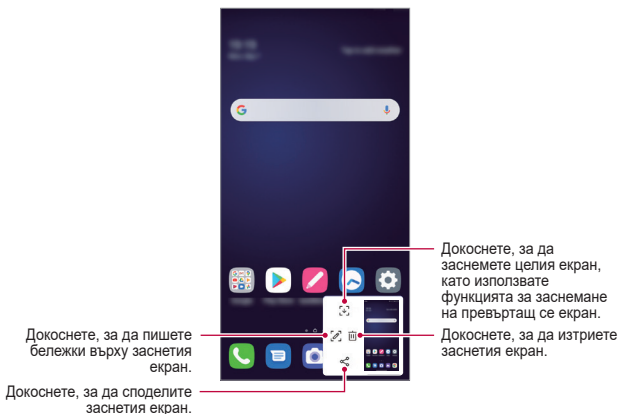 Докоснете, за да
заснемете целия екран,
като използвате
функцията за заснемане
на превъртащ се екран.
Докоснете, за да пишете
бележки върху заснетия
екран.
Докоснете, за да изтриете
заснетия екран.
Докоснете, за да споделите
заснетия екран.